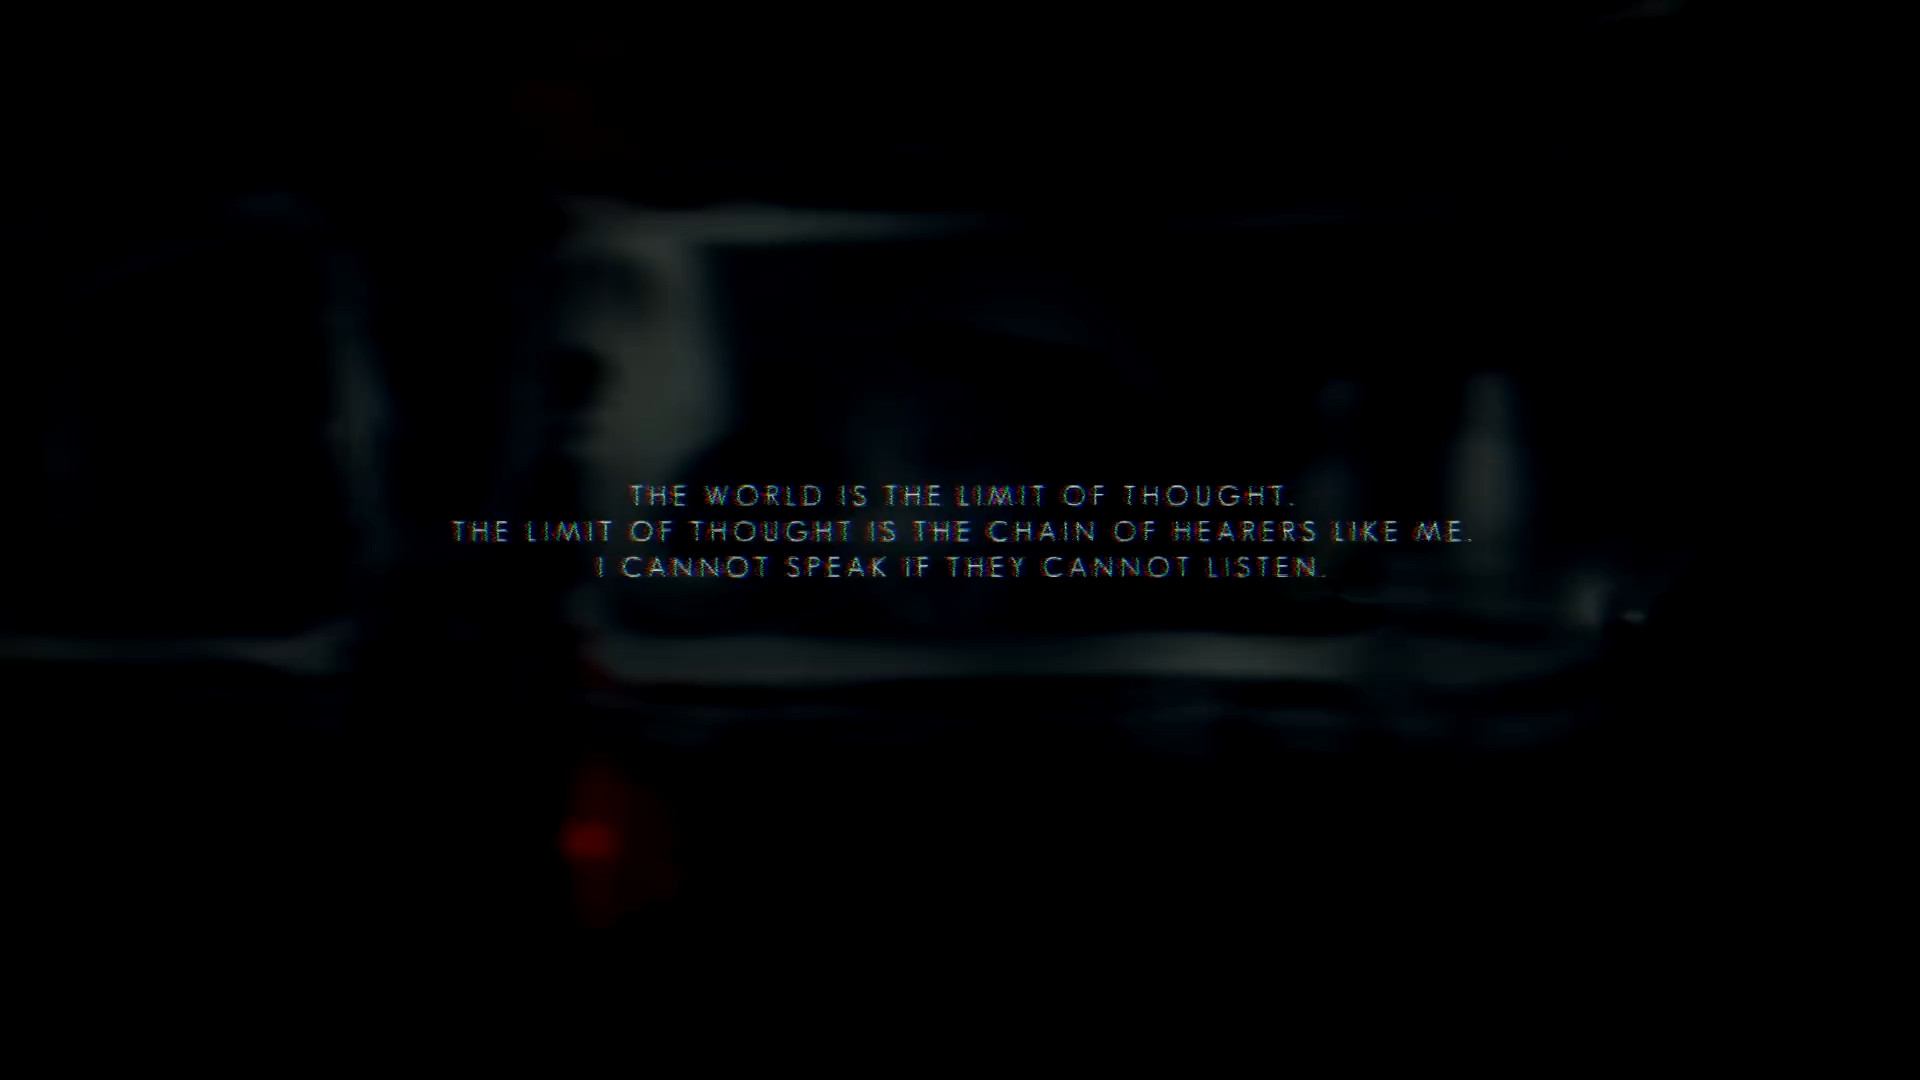 THE WORLD IS THE LIMIT OF THOUGHT.
THE LIMIT OF THOUGHT IS THE CHAIN OF HEARERS LIKE ME.
I CANNOT SPEAK IF THEY CANNOT LISTEN.